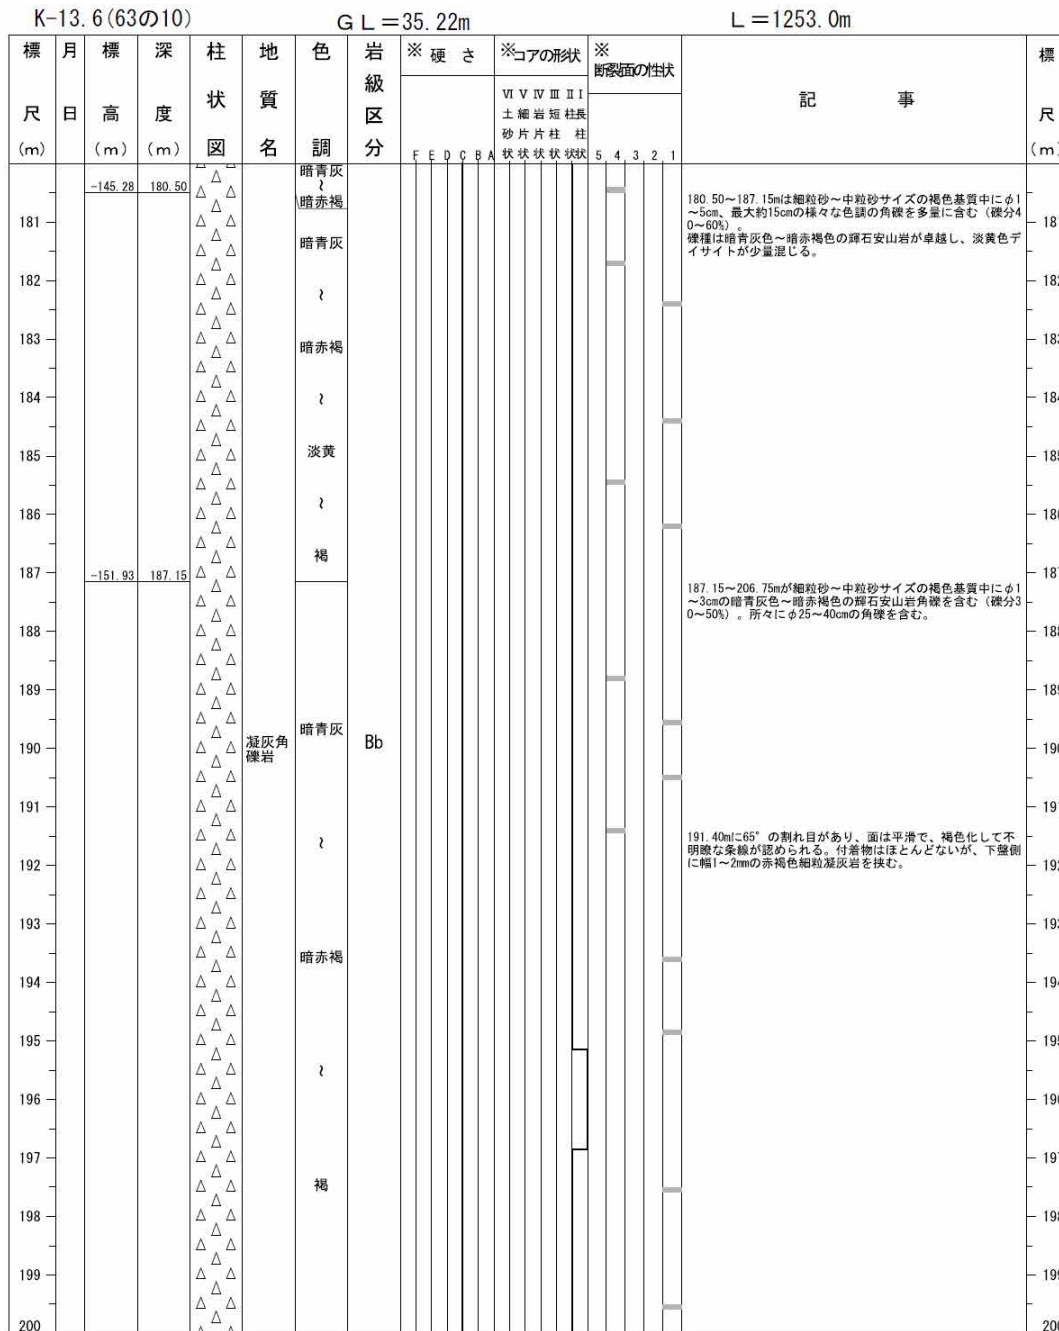 K-13.6(63の10)
GL=35.22m
L=1253.0m
標尺(m)
月日
標高(m)
深度(m)
柱状図
地質名
色調
岩級区分
※硬さ
F E D C B A
※コアの形状
Ⅵ土砂状
Ⅴ細片状
Ⅳ岩片状
Ⅲ短柱状
Ⅱ柱状
Ⅰ長柱状
※断裂面の性状
5 4 3 2 1
記事
標尺(m)
暗青灰
~
暗赤褐
-145.28 180.50
暗青灰
~
暗赤褐
~
淡黄
~
褐
-151.93 187.15
暗青灰
~
暗赤褐
~
褐
凝灰角
礫岩
Bb
180.50~187.15mは細粒砂~中粒砂サイズの褐色基質中にφ1
~5cm、最大約15cmの様々な色調の角礫を多量に含む(礫分4
0~60%)。
礫種は暗青灰色~暗赤褐色の輝石安山岩が卓越し、淡黄色デ
イサイトが少量混じる。
187.15~206.75mが細粒砂~中粒砂サイズの褐色基質中にφ1
~3cmの暗青灰色~暗赤褐色の輝石安山岩角礫を含む(礫分3
0~50%)。所々にφ25~40cmの角礫を含む。
191.40mに65°の割れ目があり、面は平滑で、褐色化して不
明瞭な条線が認められる。付着物はほとんどないが、下盤側
に幅1~2mmの赤褐色細粒凝灰岩を挟む。
181
182
183
184
185
186
187
188
189
190
191
192
193
194
195
196
197
198
199
200